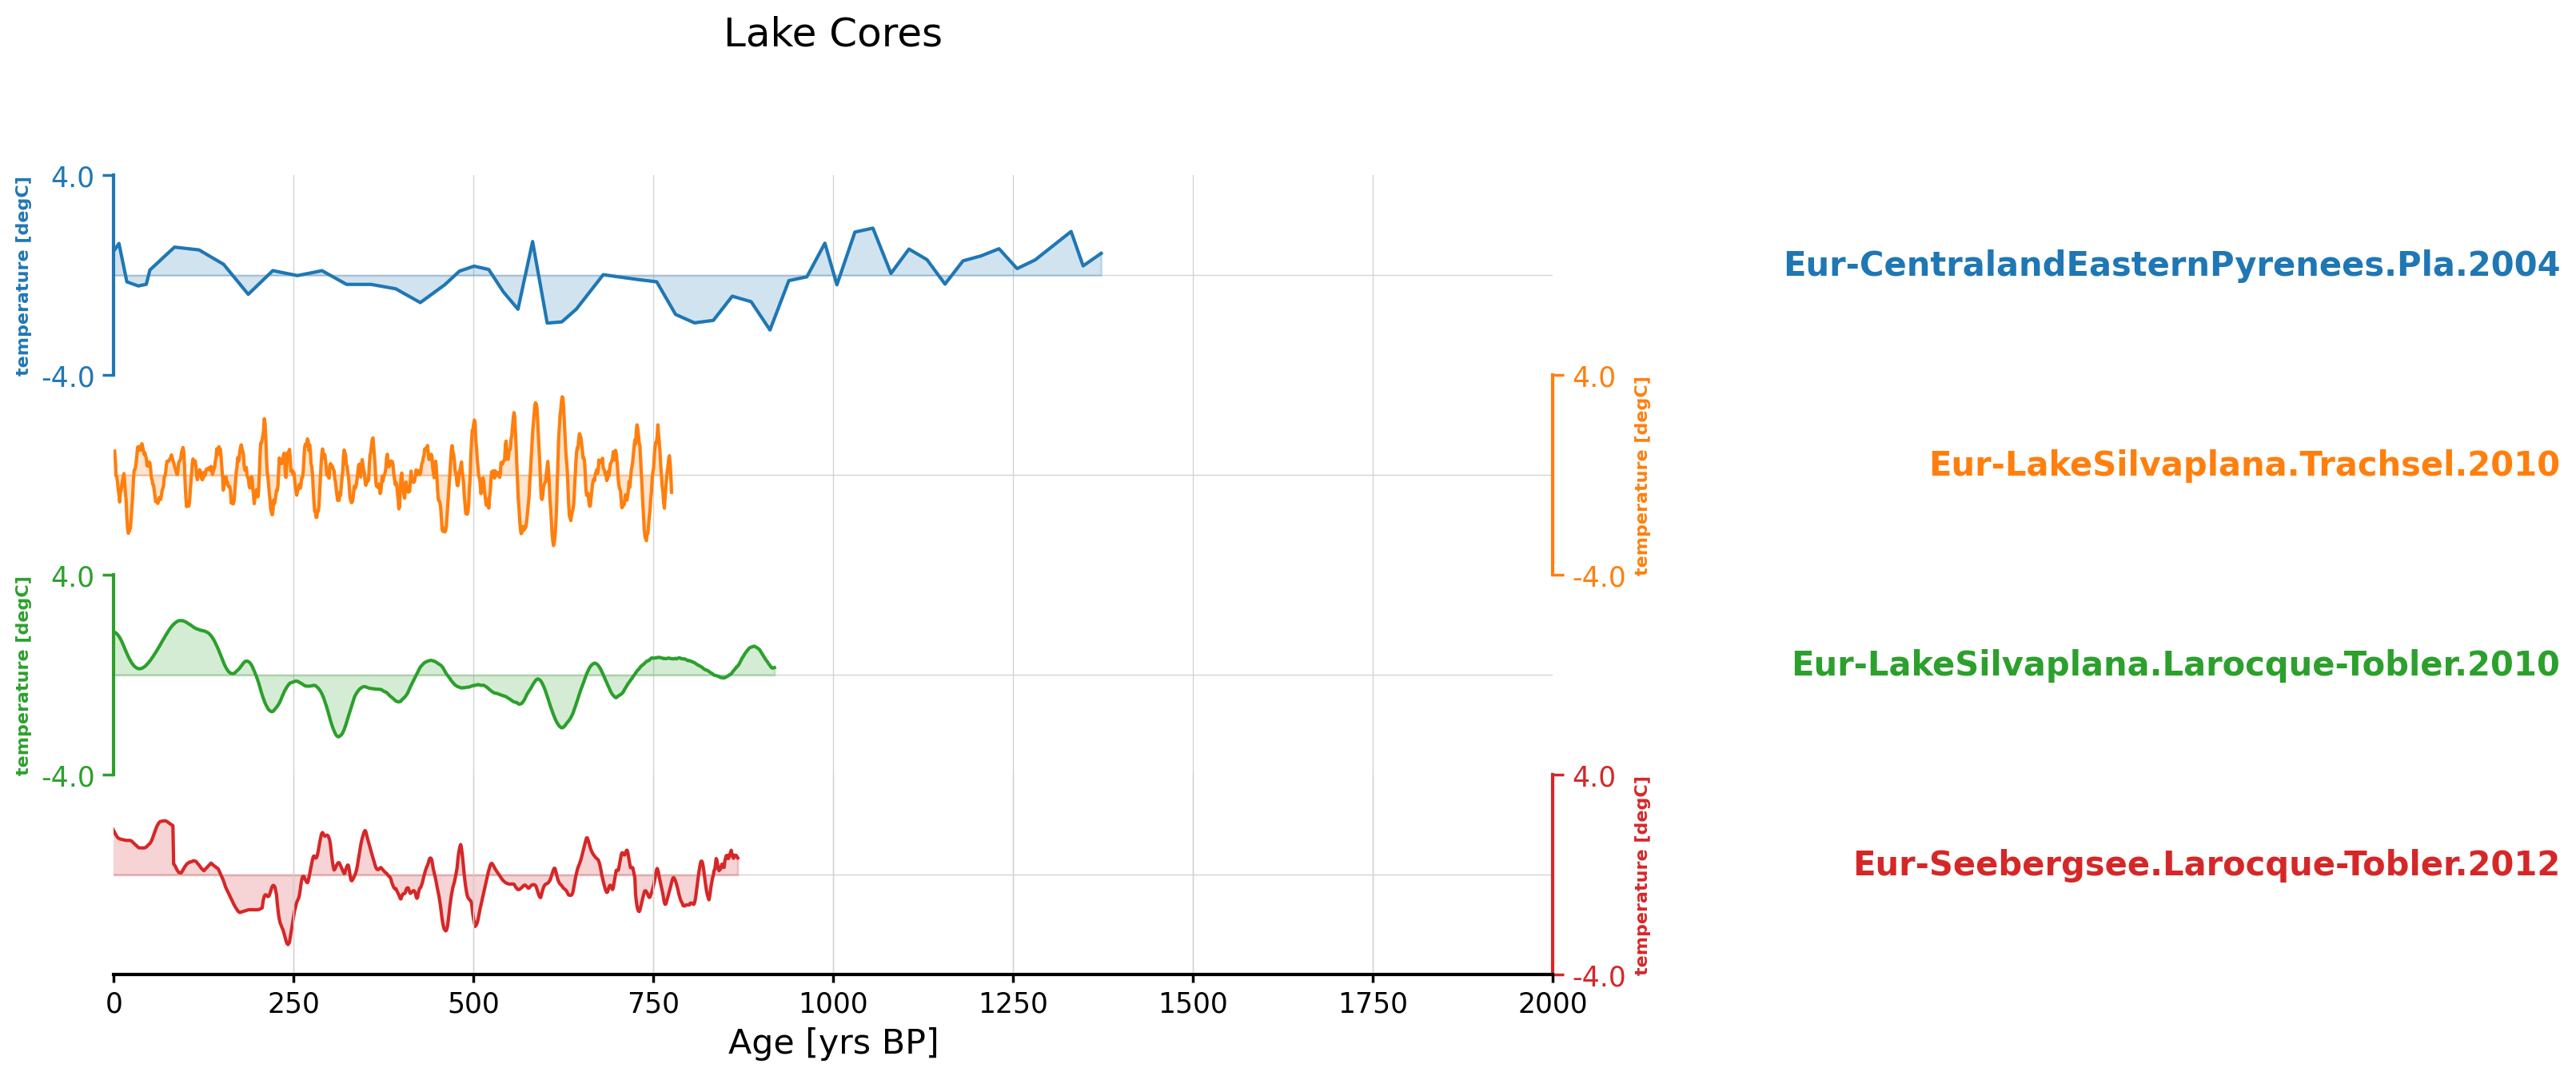 Lake Cores
4.0
temperature [degC]
-4.0
Eur-CentralandEasternPyrenees.Pla.2004
4.0
temperature [degC]
-4.0
Eur-LakeSilvaplana.Trachsel.2010
4.0
temperature [degC]
-4.0
Eur-LakeSilvaplana.Larocque-Tobler.2010
4.0
temperature [degC]
-4.0
Eur-Seebergsee.Larocque-Tobler.2012
0 250 500 750 1000 1250 1500 1750 2000
Age [yrs BP]